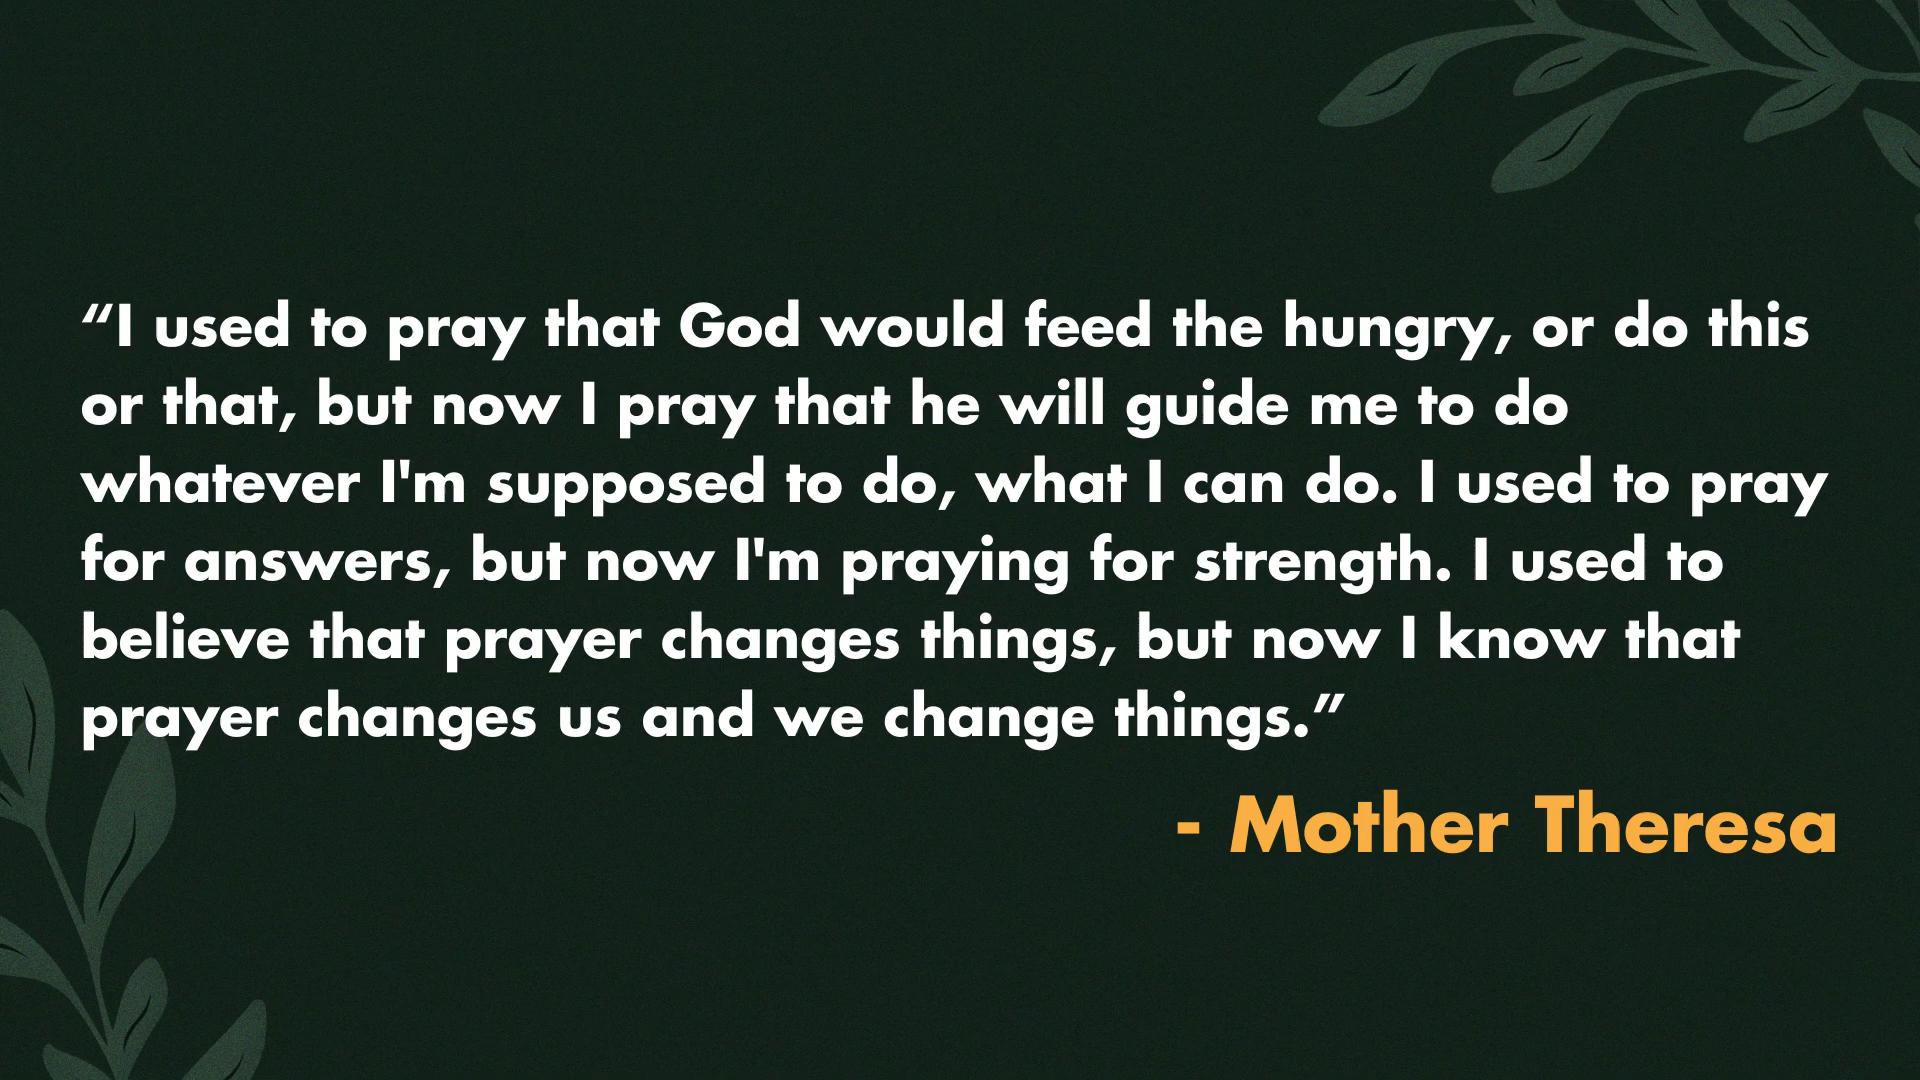 “I used to pray that God would feed the hungry, or do this
or that, but now I pray that he will guide me to do
whatever I'm supposed to do, what I can do. I used to pray
for answers, but now I'm praying for strength. I used to
believe that prayer changes things, but now I know that
prayer changes us and we change things.”
- Mother Theresa